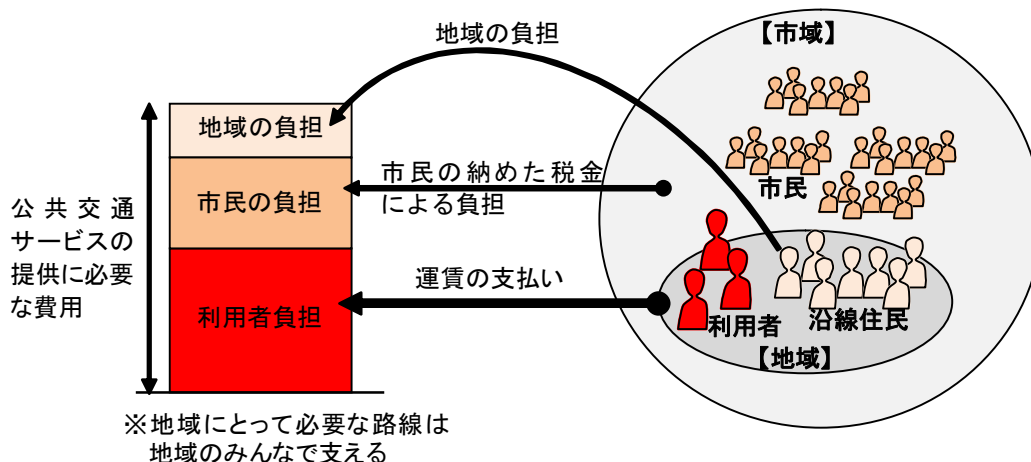 地域の負担
【市域】
地域の負担
市民の負担
市民の納めた税金
による負担
市民
公共交通
サービスの
提供に必要
な費用
運賃の支払い
利用者負担
利用者
沿線住民
【地域】
※地域にとって必要な路線は
地域のみんなで支える